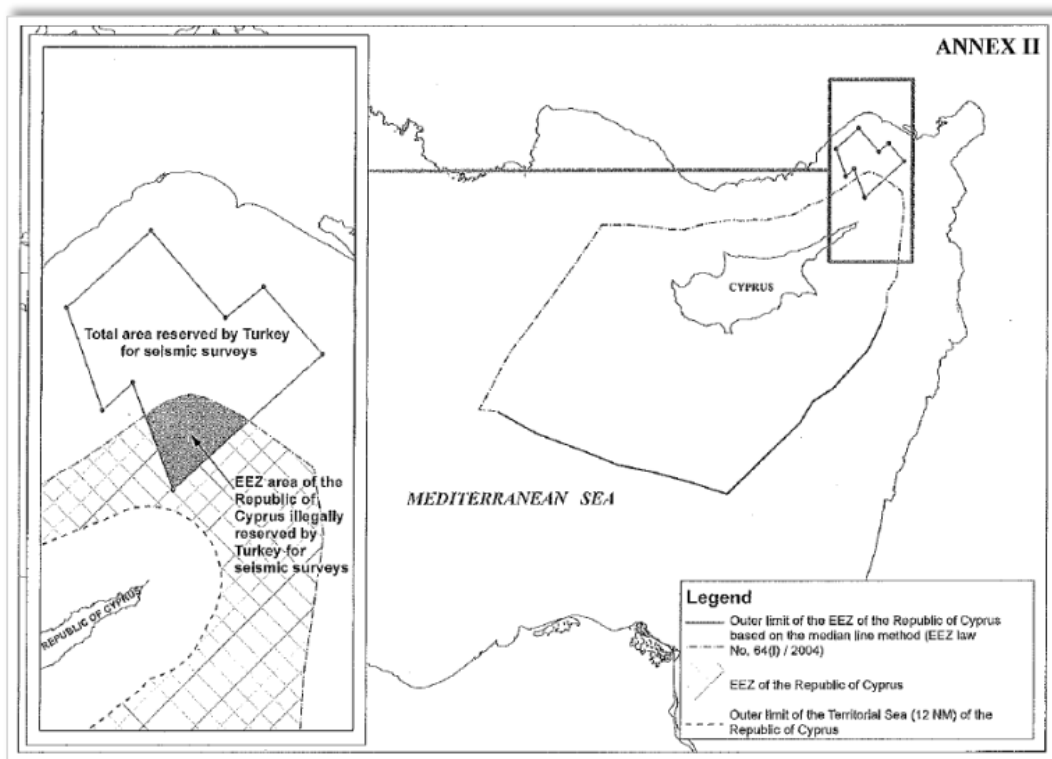 ANNEX II
Total area reserved by Turkey
for seismic surveys
EEZ area of the
Republic of
Cyprus illegally
reserved by
Turkey for
seismic surveys
REPUBLIC OF CYPRUS
CYPRUS
MEDITERRANEAN SEA
Legend
Outer limit of the EEZ of the Republic of Cyprus
based on the median line method (EEZ law
No, 64(I) / 2004)
EEZ of the Republic of Cyprus
Outer limit of the Territorial Sea (12 NM) of the
Republic of Cyprus